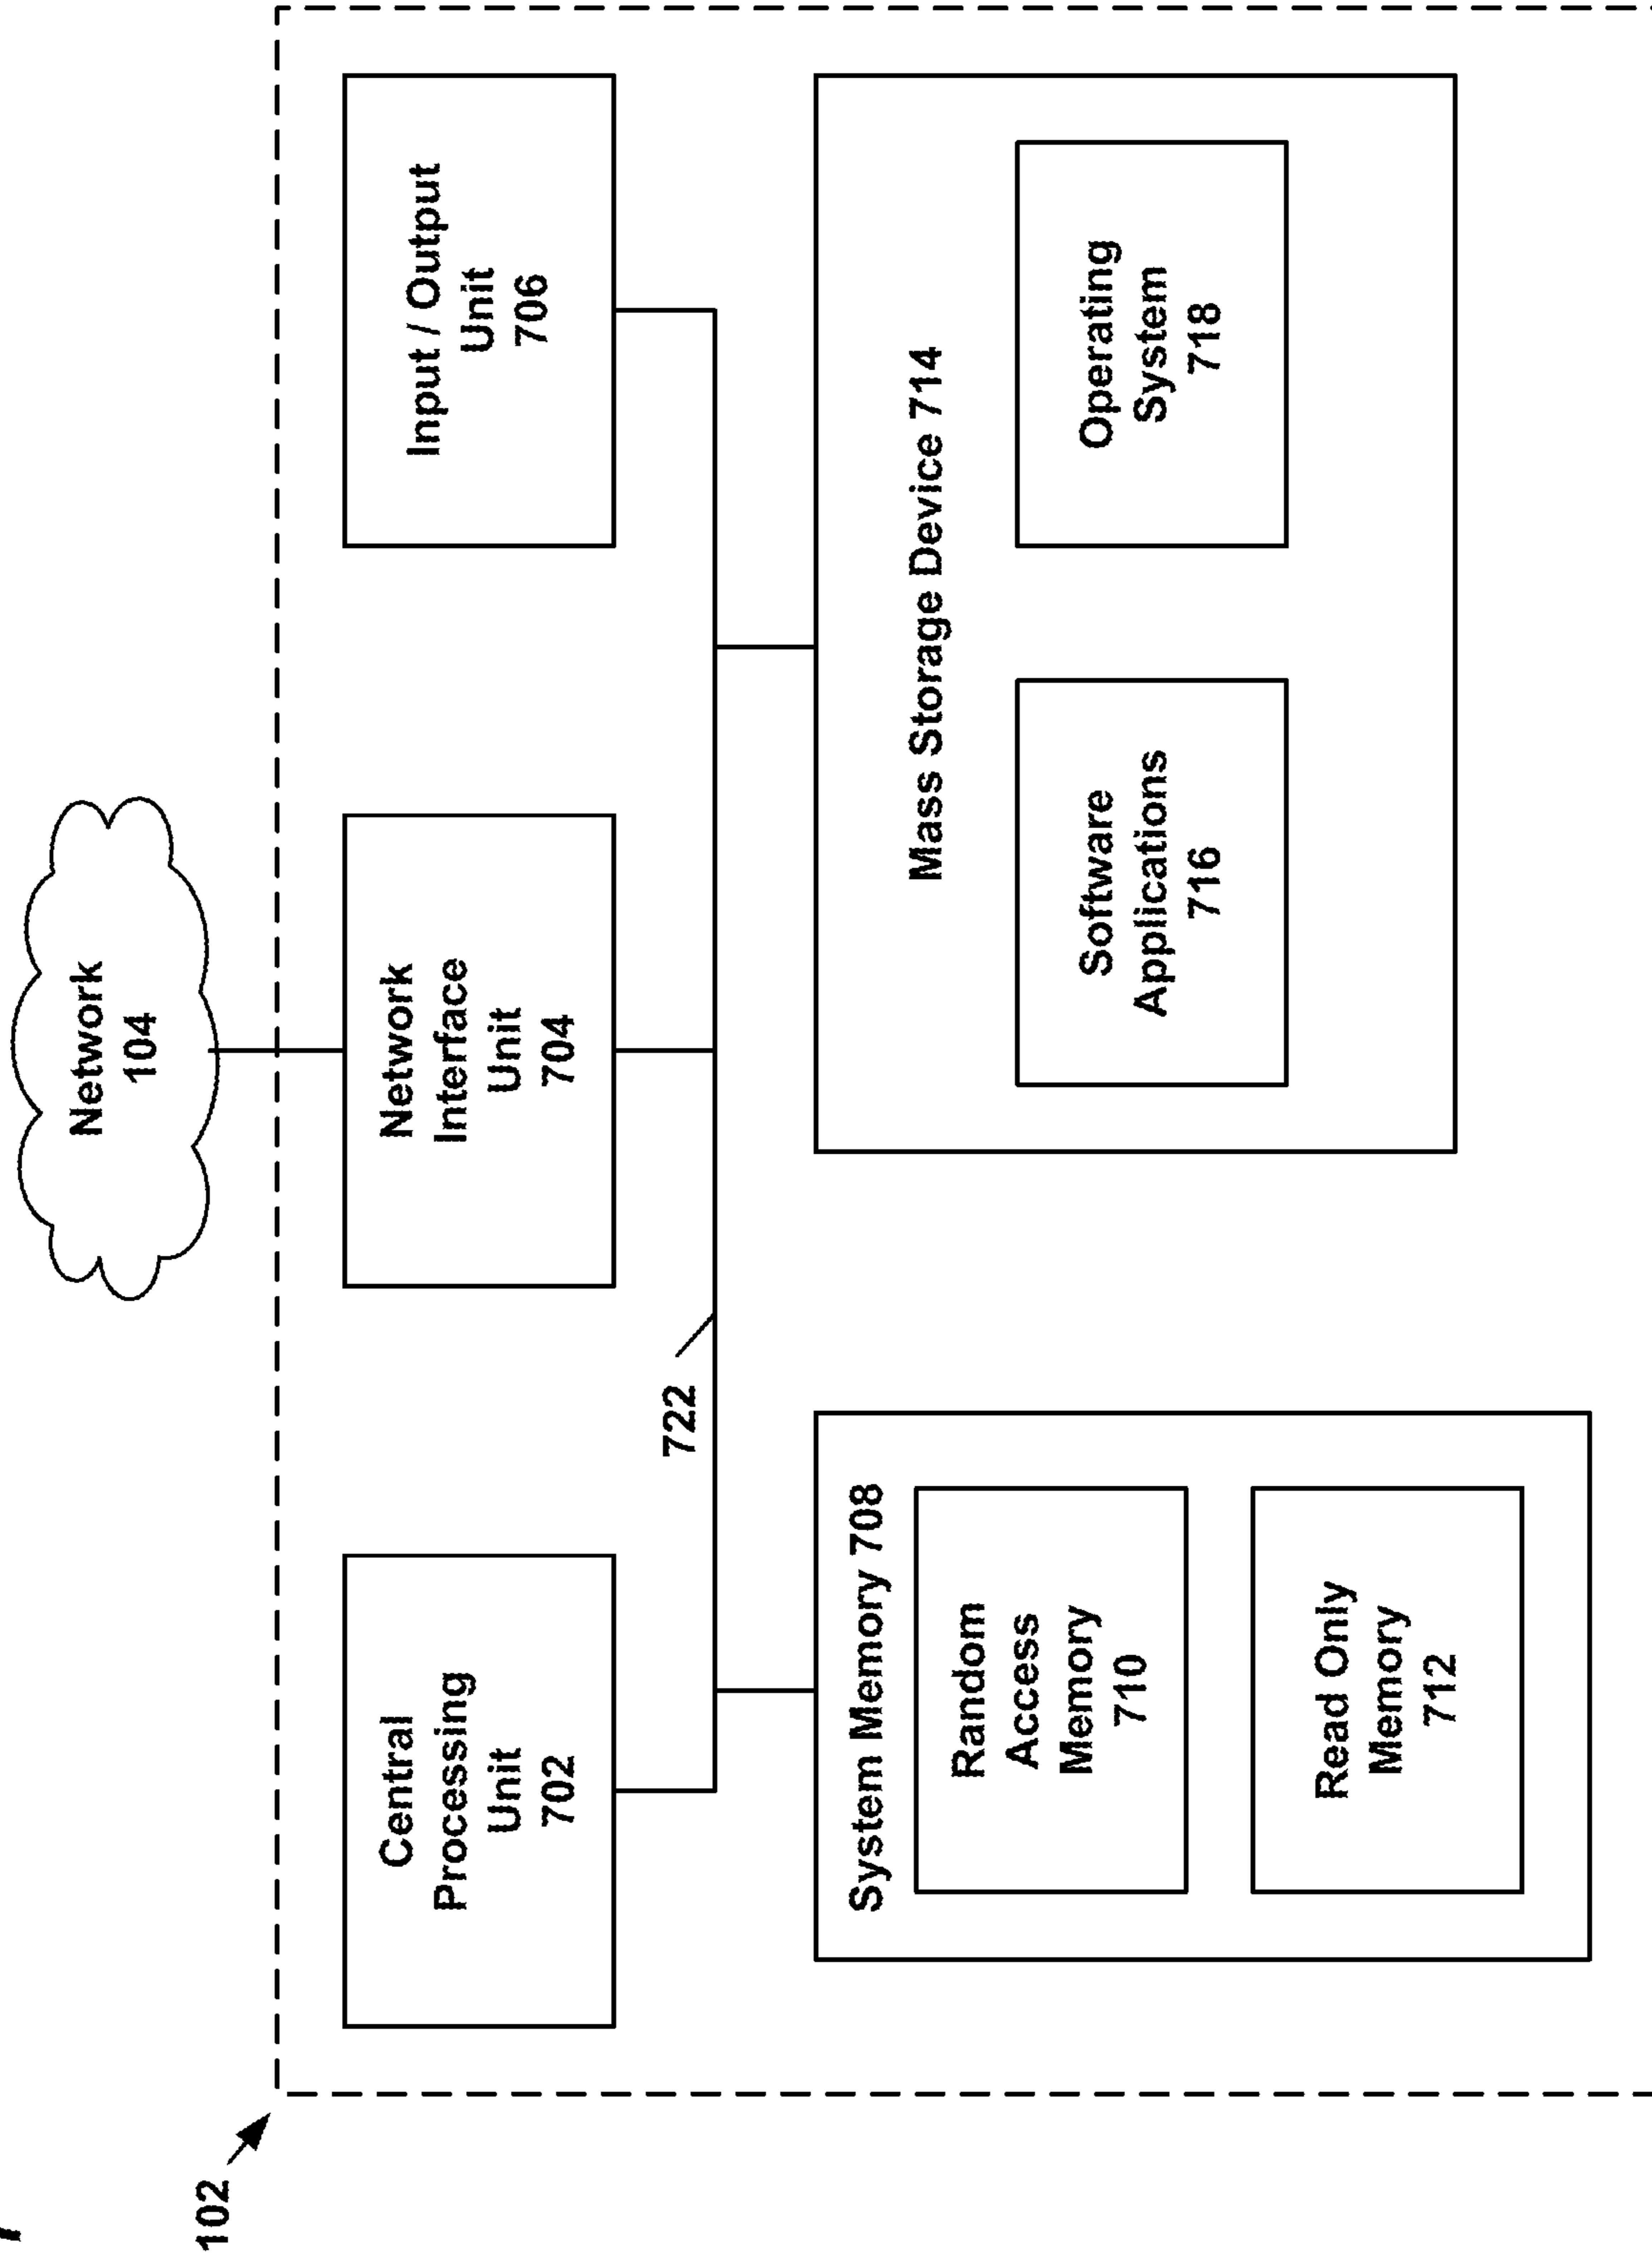 102
Network
104
Central
Processing
Unit
702
Network
Interface
Unit
704
Input / Output
Unit
706
722
System Memory 708
Random
Access
Memory
710
Read Only
Memory
712
Mass Storage Device 714
Software
Applications
716
Operating
System
718